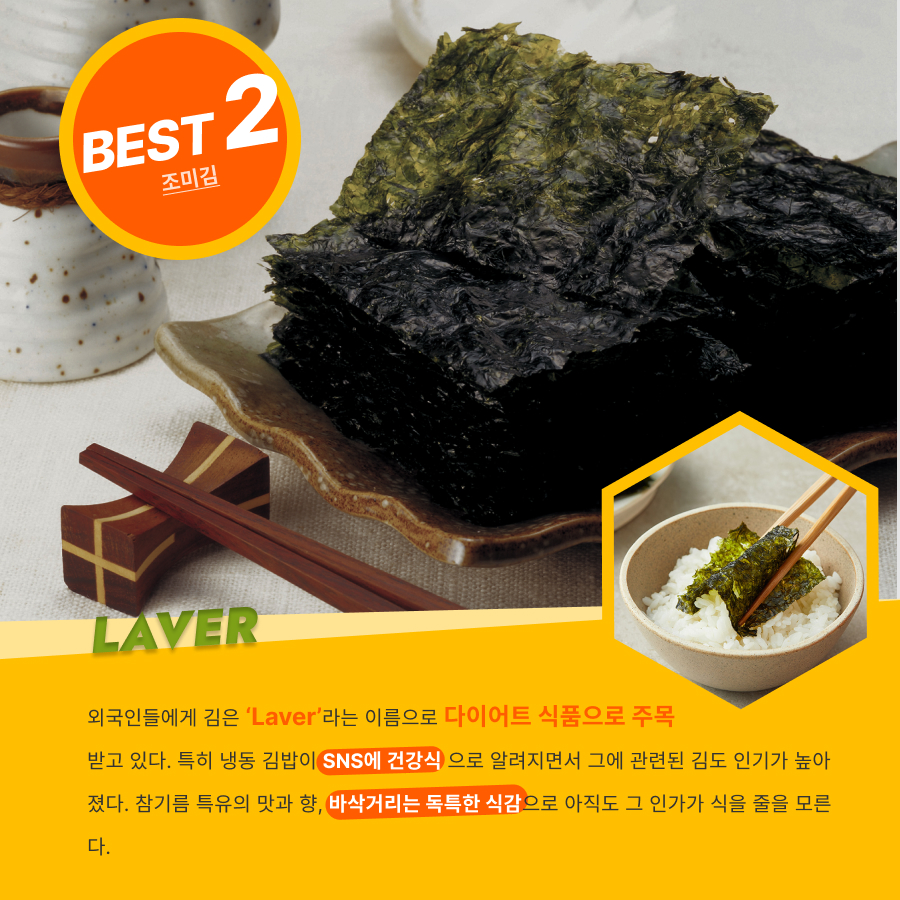 BEST 2
조미김
LAVER
외국인들에게 김은 ‘Laver’라는 이름으로 다이어트 식품으로 주목
받고 있다. 특히 냉동 김밥이 SNS에 건강식 으로 알려지면서 그에 관련된 김도 인기가 높아
졌다. 참기름 특유의 맛과 향, 바삭거리는 독특한 식감으로 아직도 그 인가가 식을 줄을 모른
다.